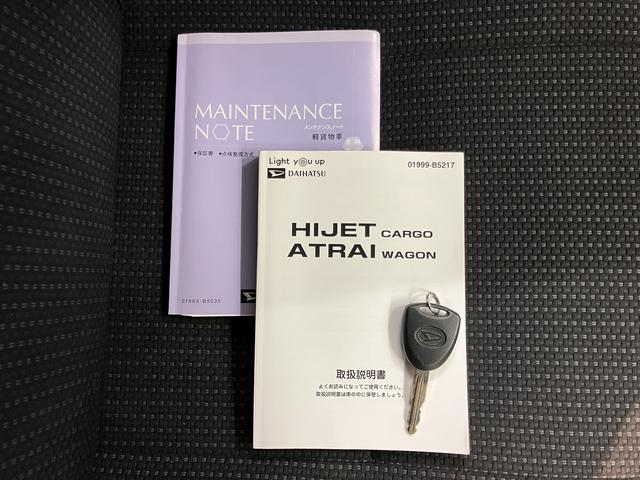 MAINTENANCE
NOTE
メンテナンスノート
軽貨物車
●保証書 ●点検整備方式
01999-B5031
Light you up
DAIHATSU
01999-B5217
HIJET CARGO
ATRAI WAGON
取扱説明書
よくお読みになってご使用ください。
取扱説明書は車の中に保管しましょう。